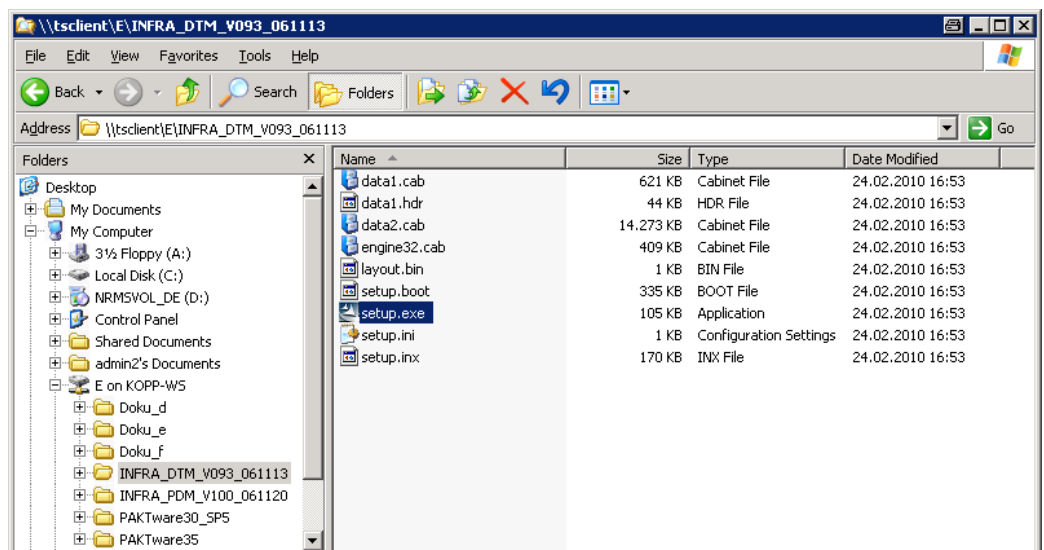 \\tsclient\E\INFRA_DTM_V093_061113
File Edit View Favorites Tools Help
Back Search Folders
Address \\tsclient\E\INFRA_DTM_V093_061113 Go
Folders x
Desktop
My Documents
My Computer
3½ Floppy (A:)
Local Disk (C:)
NRMSVOL_DE (D:)
Control Panel
Shared Documents
admin2's Documents
E on KOPP-WS
Doku_d
Doku_e
Doku_f
INFRA_DTM_V093_061113
INFRA_PDM_V100_061120
PAKTware30_SP5
PAKTware35
Name Size Type Date Modified
data1.cab 621 KB Cabinet File 24.02.2010 16:53
data1.hdr 44 KB HDR File 24.02.2010 16:53
data2.cab 14.273 KB Cabinet File 24.02.2010 16:53
engine32.cab 409 KB Cabinet File 24.02.2010 16:53
layout.bin 1 KB BIN File 24.02.2010 16:53
setup.boot 335 KB BOOT File 24.02.2010 16:53
setup.exe 105 KB Application 24.02.2010 16:53
setup.ini 1 KB Configuration Settings 24.02.2010 16:53
setup.inx 170 KB INX File 24.02.2010 16:53